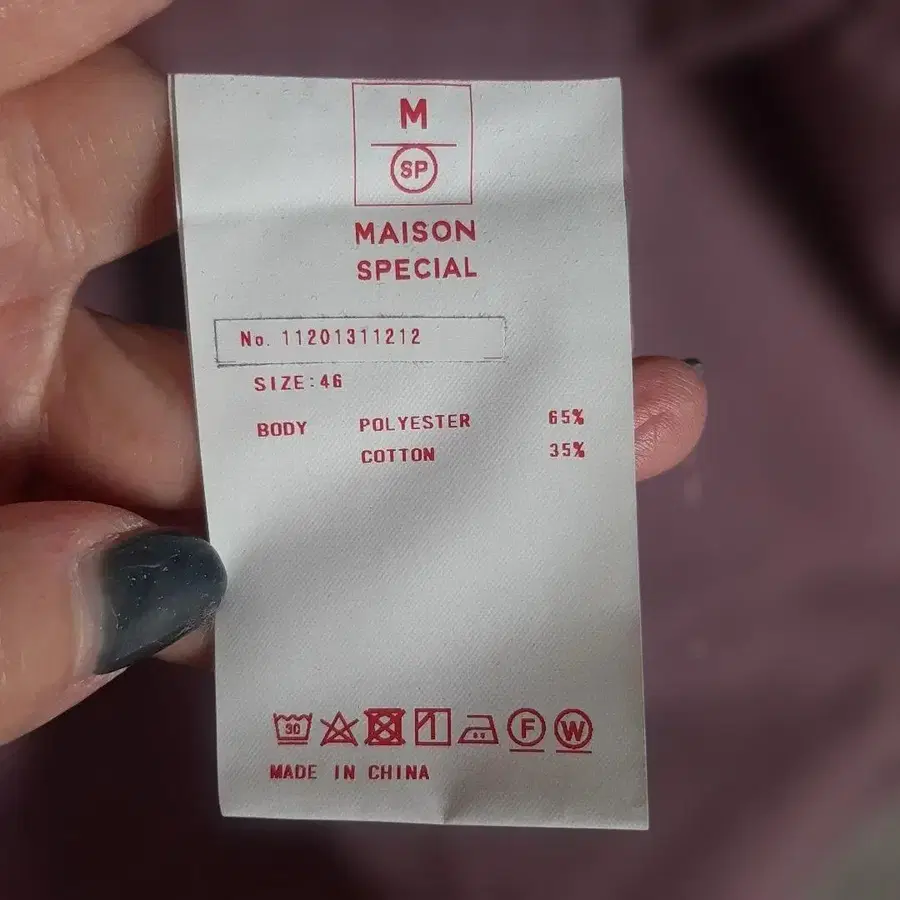 M
SP
MAISON
SPECIAL
No. 11201311212
SIZE:46
BODY POLYESTER 65%
COTTON 35%
30
F W
MADE IN CHINA